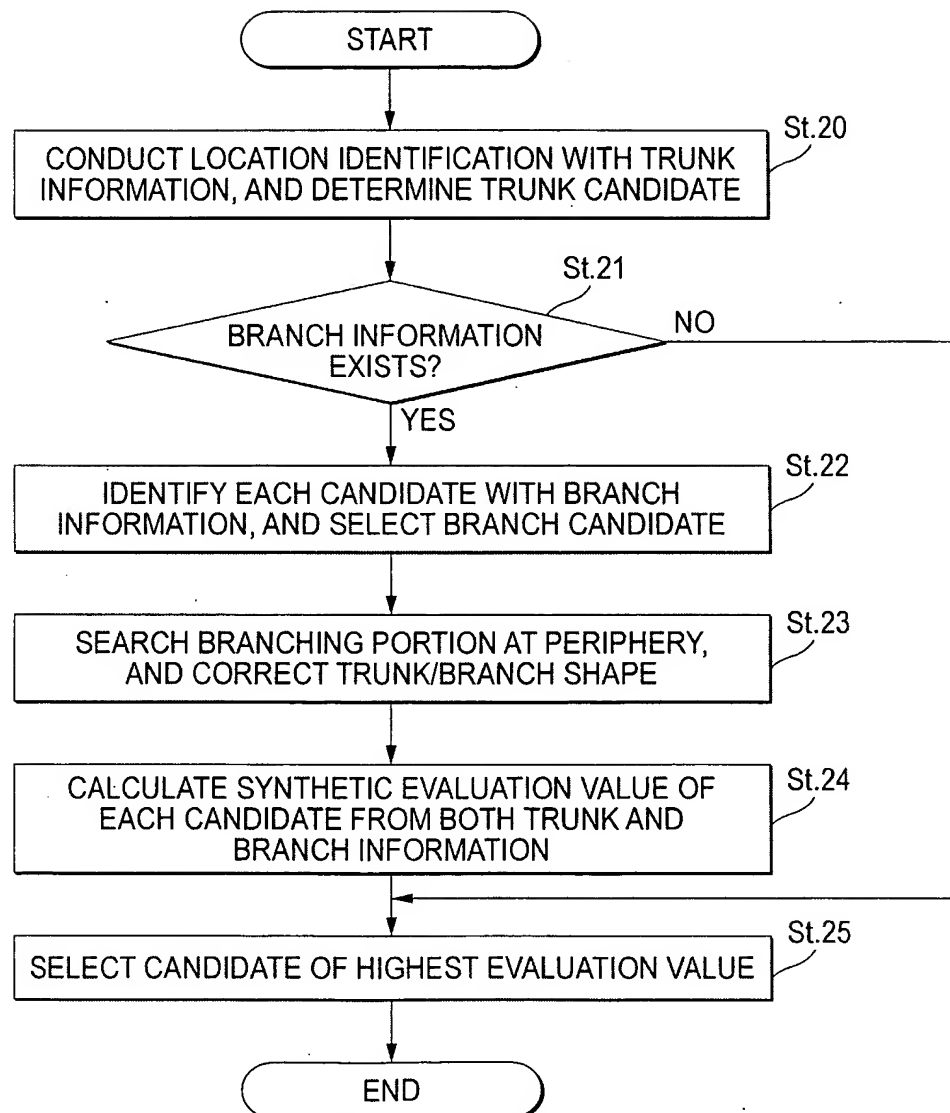 START
St.20
CONDUCT LOCATION IDENTIFICATION WITH TRUNK
INFORMATION, AND DETERMINE TRUNK CANDIDATE
St.21
BRANCH INFORMATION
EXISTS?
NO
YES
St.22
IDENTIFY EACH CANDIDATE WITH BRANCH
INFORMATION, AND SELECT BRANCH CANDIDATE
St.23
SEARCH BRANCHING PORTION AT PERIPHERY,
AND CORRECT TRUNK/BRANCH SHAPE
St.24
CALCULATE SYNTHETIC EVALUATION VALUE OF
EACH CANDIDATE FROM BOTH TRUNK AND
BRANCH INFORMATION
St.25
SELECT CANDIDATE OF HIGHEST EVALUATION VALUE
END